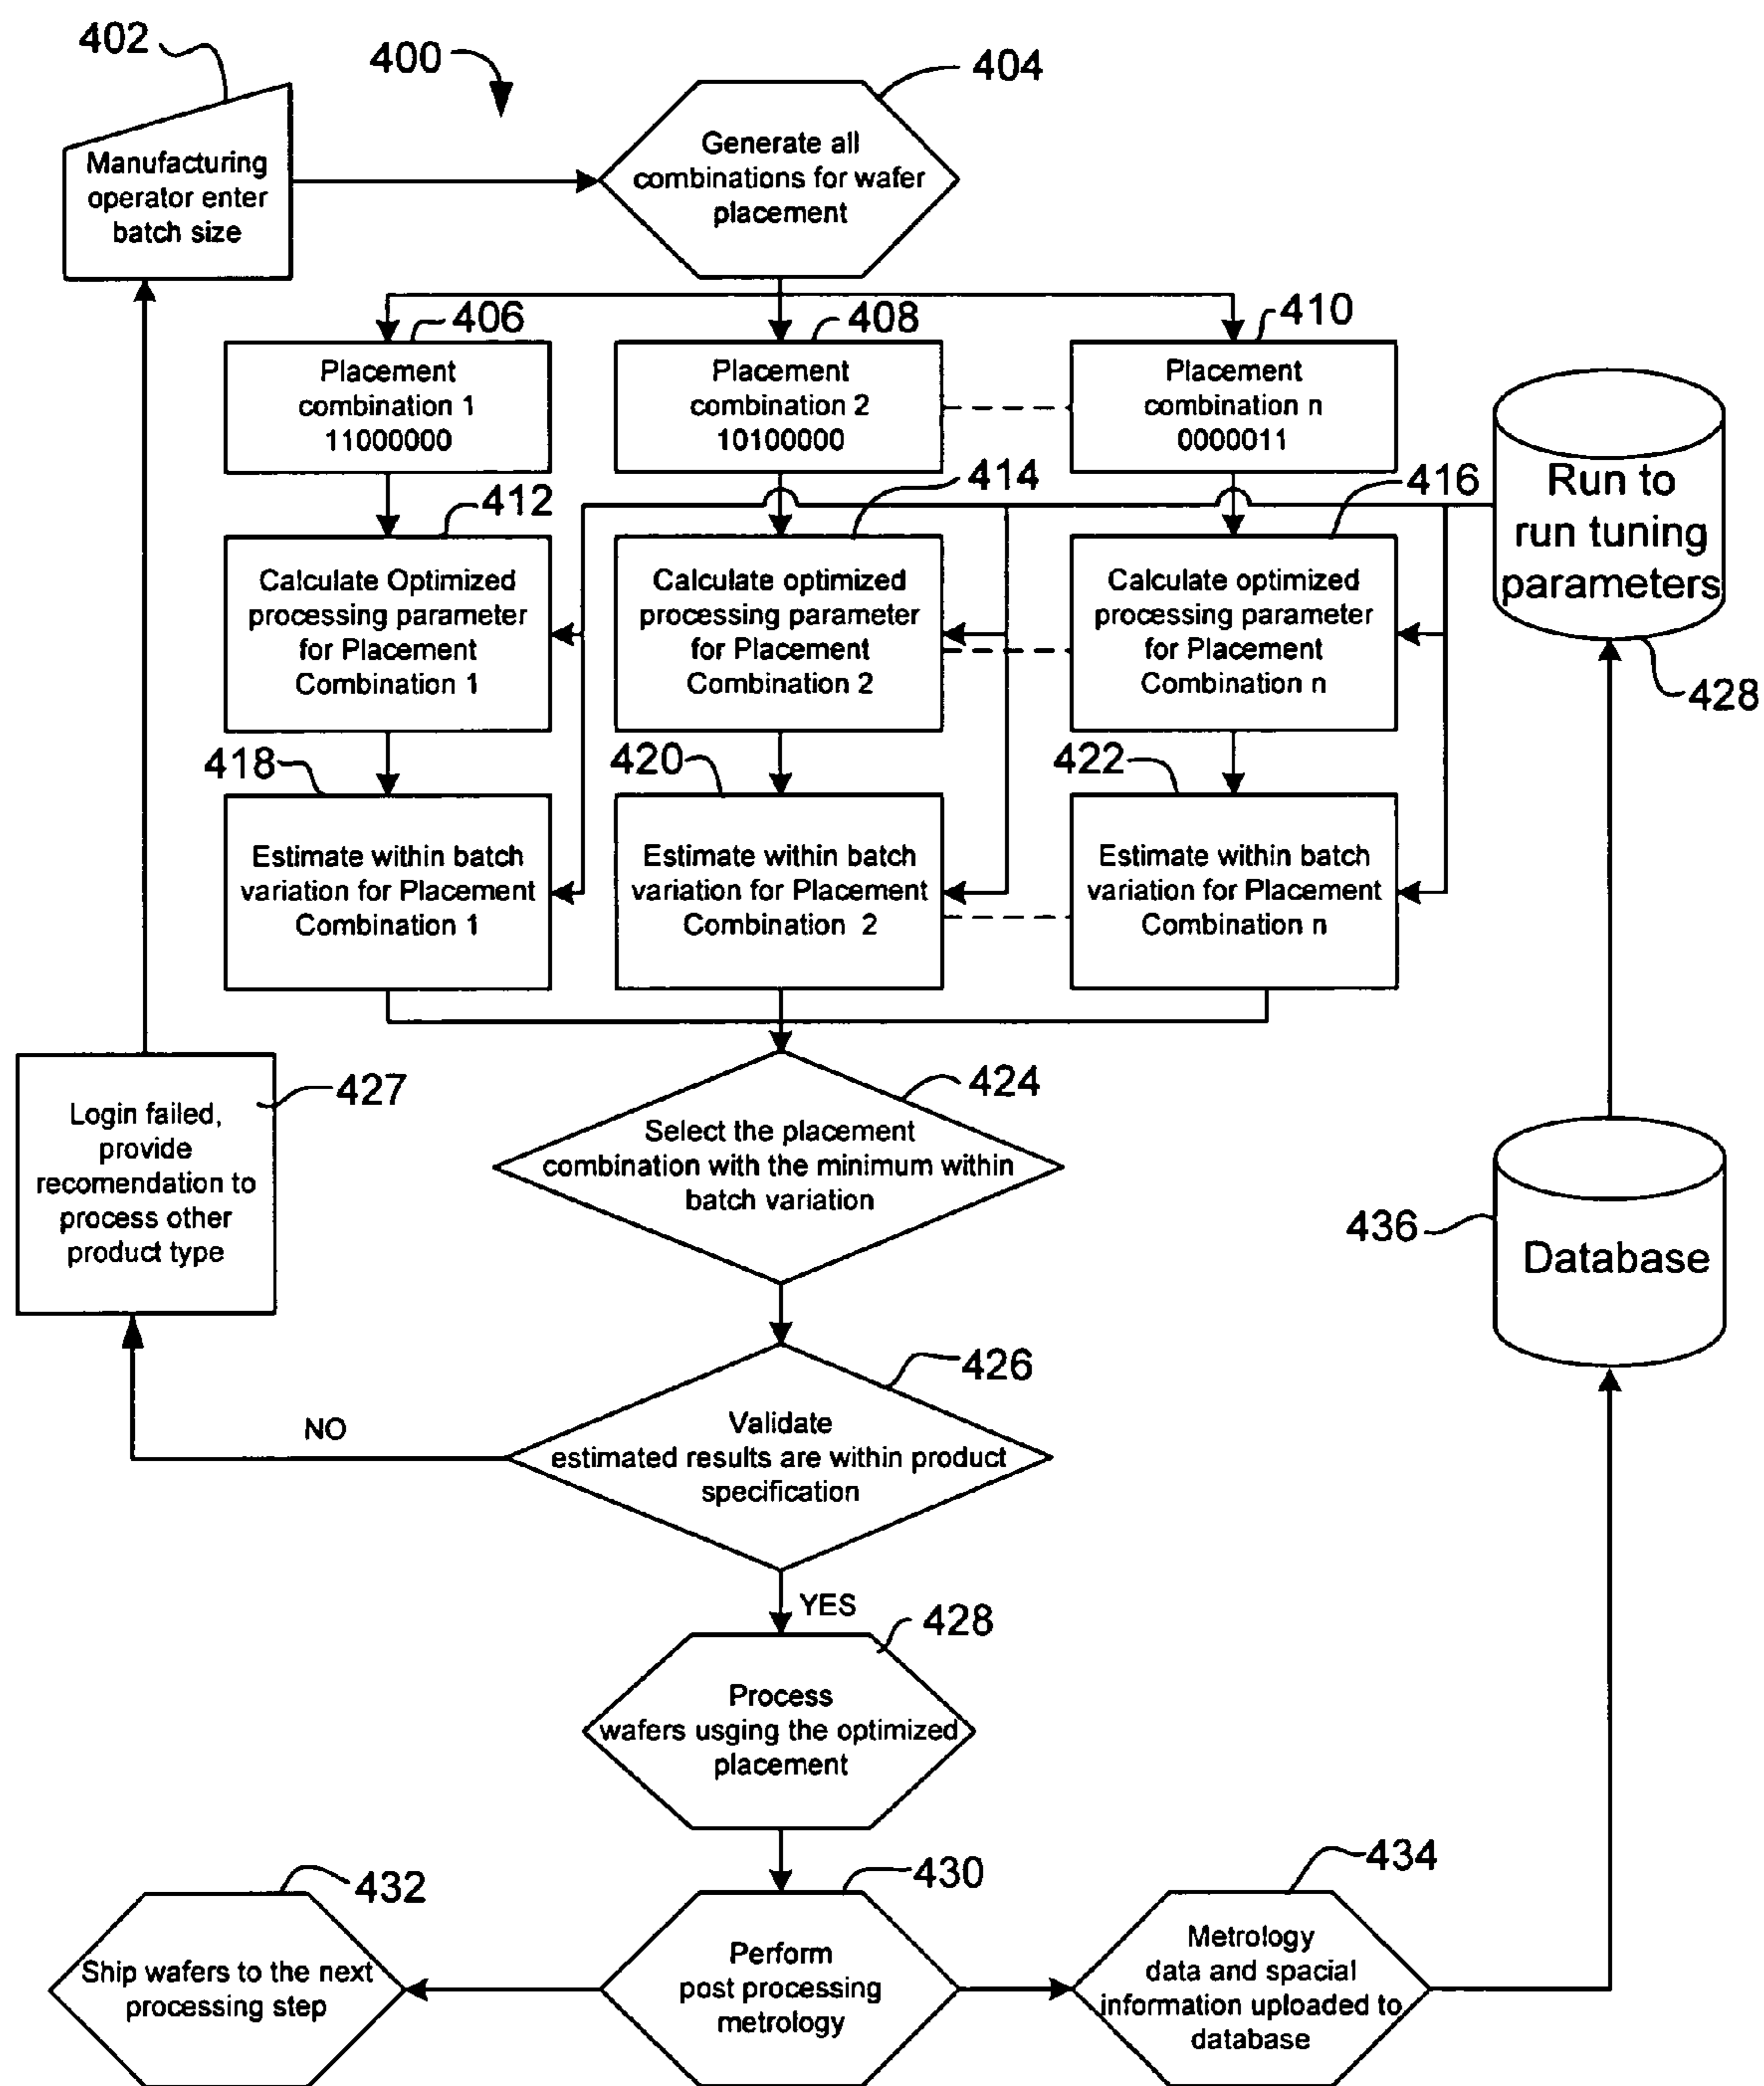 402
400
404
Manufacturing
operator enter
batch size
Generate all
combinations for wafer
placement
406
408
410
Placement
combination 1
11000000
Placement
combination 2
10100000
Placement
combination n
0000011
Run to
run tuning
parameters
428
412
414
416
Calculate Optimized
processing parameter
for Placement
Combination 1
Calculate optimized
processing parameter
for Placement
Combination 2
Calculate optimized
processing parameter
for Placement
Combination n
418
420
422
Estimate within batch
variation for Placement
Combination 1
Estimate within batch
variation for Placement
Combination 2
Estimate within batch
variation for Placement
Combination n
427
Login failed,
provide
recomendation to
process other
product type
424
Select the placement
combination with the minimum within
batch variation
436
Database
426
Validate
estimated results are within product
specification
NO
YES
428
Process
wafers usging the optimized
placement
432
430
434
Ship wafers to the next
processing step
Perform
post processing
metrology
Metrology
data and spacial
information uploaded to
database